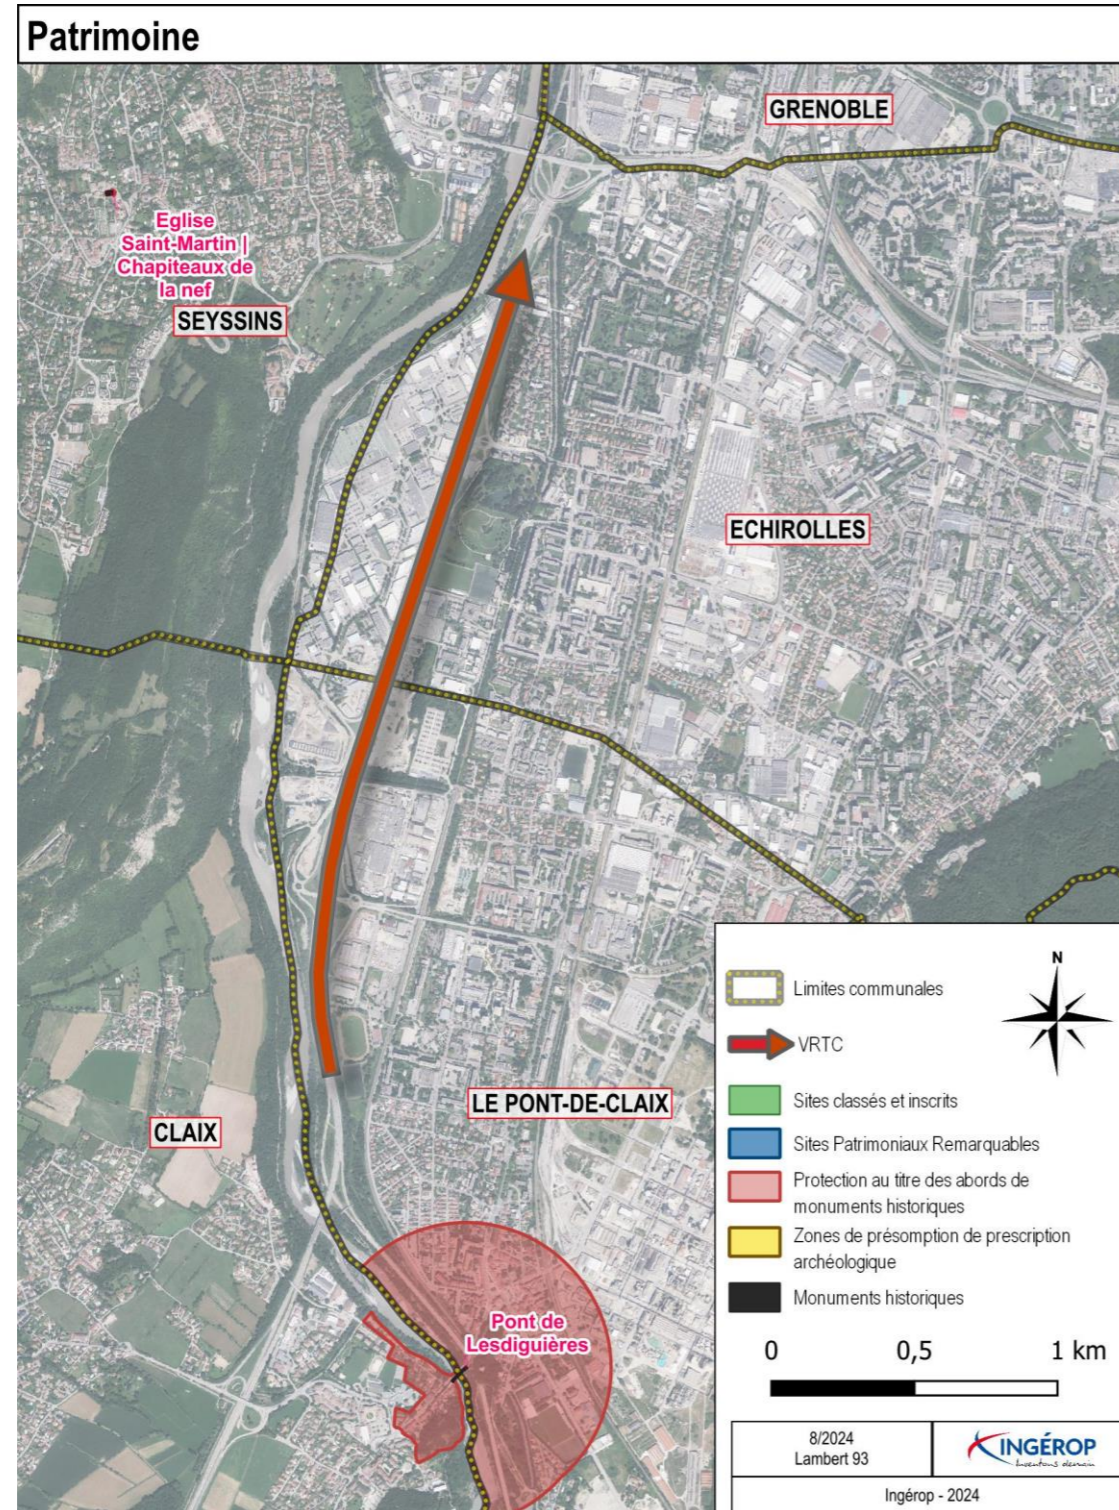 Patrimoine
GRENOBLE
Eglise
Saint-Martin |
Chapiteaux de
la nef
SEYSSINS
ECHIROLLES
LE PONT-DE-CLAIX
CLAIX
Pont de
Lesdiguières
N
Limites communales
VRTC
Sites classés et inscrits
Sites Patrimoniaux Remarquables
Protection au titre des abords de
monuments historiques
Zones de présomption de prescription
archéologique
Monuments historiques
0 0,5 1 km
8/2024
Lambert 93
INGÉROP
Inventons demain
Ingérop - 2024